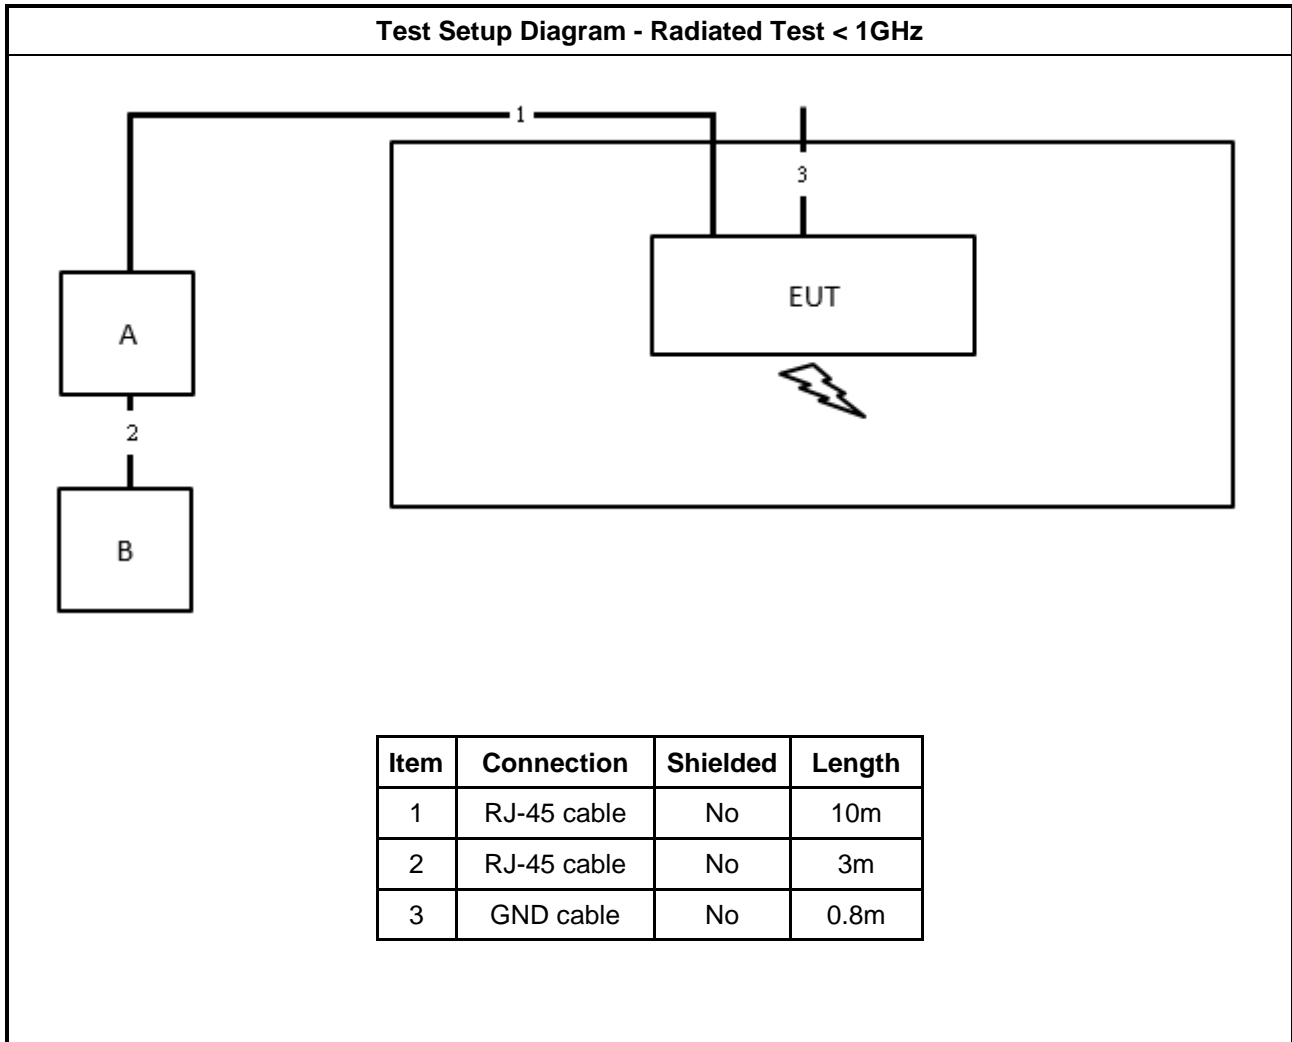 Test Setup Diagram - Radiated Test < 1GHz
1
3
EUT
A
2
B
Item Connection Shielded Length
1 RJ-45 cable No 10m
2 RJ-45 cable No 3m
3 GND cable No 0.8m